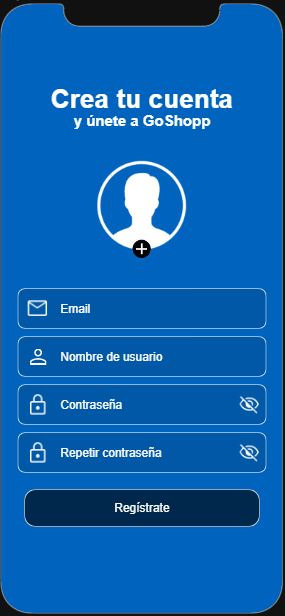 Crea tu cuenta
y únete a GoShopp
Email
Nombre de usuario
Contraseña
Repetir contraseña
Regístrate